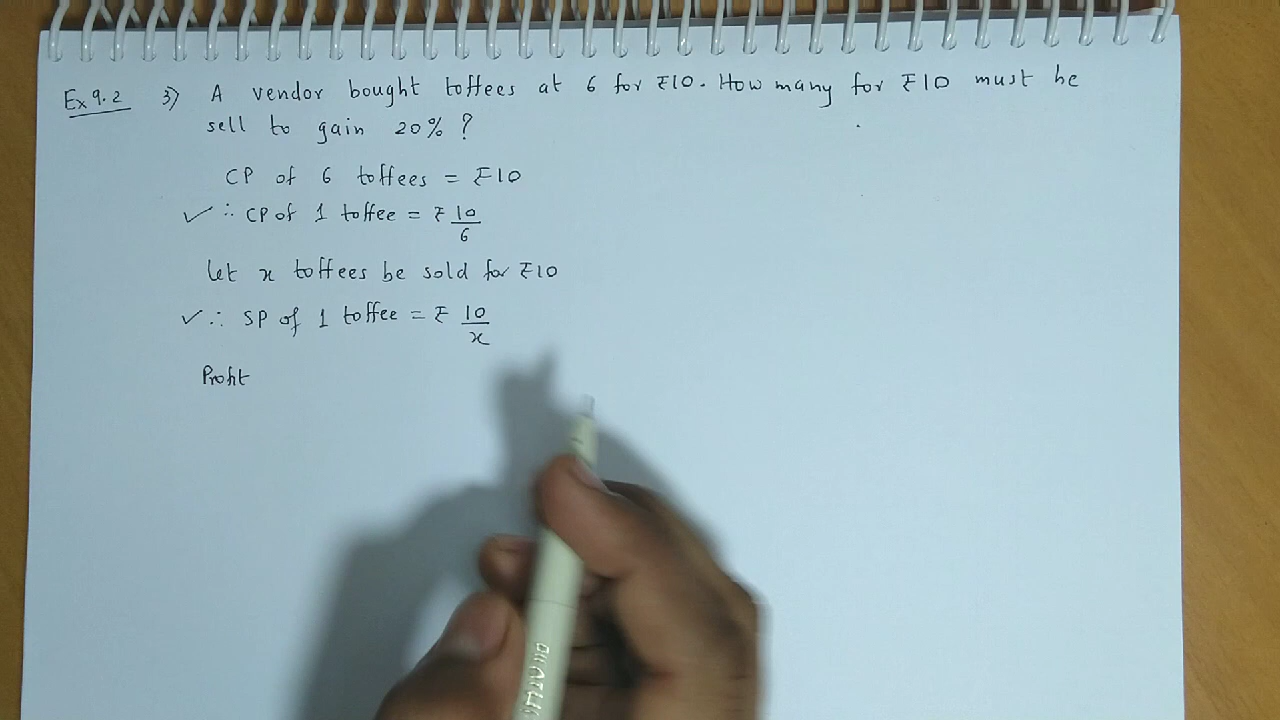 Ex 9.2 3) A vendor bought toffees at 6 for ₹10. How many for ₹10 must he
sell to gain 20% ?
CP of 6 toffees = ₹10
✓ ∴ CP of 1 toffee = ₹ 10/6
Let x toffees be sold for ₹10
✓ ∴ SP of 1 toffee = ₹ 10/x
Profit